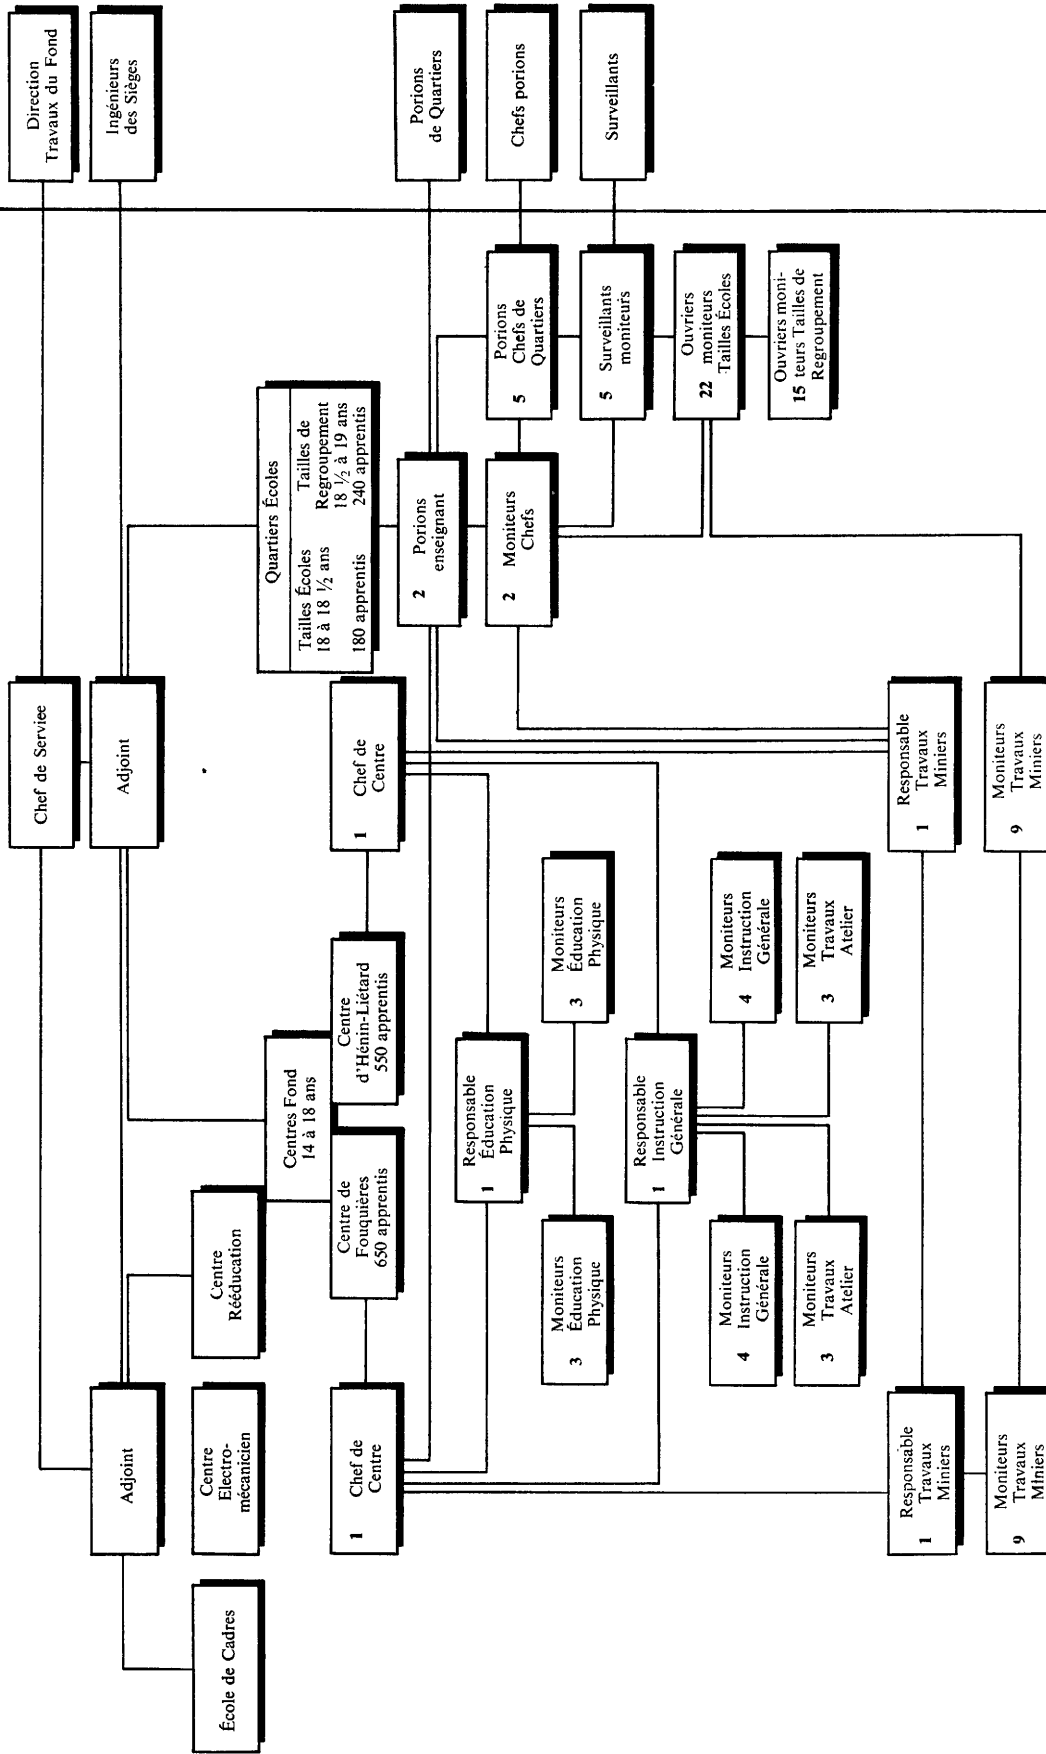 Direction
Travaux du Fond
Ingénieurs
des Sièges
Porions
de Quartiers
Chefs porions
Surveillants
Chef de Serviee
Adjoint
Quartiers Écoles
Tailles Écoles
18 à 18 ½ ans
180 apprentis
Tailles de
Regroupement
18 ½ à 19 ans
240 apprentis
Porions
enseignant
2
Moniteurs
Chefs
2
Porions
Chefs de
Quartiers
5
5 Surveillants
moniteurs
Ouvriers
moniteurs
Tailles Écoles
22
Ouvriers moni-
15 teurs Tailles de
Regroupement
Adjoint
École de Cadres
Centre
Electro-
mécanicien
Centre
Rééducation
Centres Fond
14 à 18 ans
Centre de
Fouquières
650 apprentis
Centre
d'Hénin-Liétard
550 apprentis
Chef de
Centre
1
Chef de
Centre
1
Responsable
Éducation
Physique
1
Moniteurs
Éducation
Physique
3
Moniteurs
Éducation
Physique
3
Responsable
Instruction
Générale
1
Moniteurs
Instruction
Générale
4
Moniteurs
Instruction
Générale
4
Moniteurs
Travaux
Atelier
3
Moniteurs
Travaux
Atelier
3
Responsable
Travaux
Miniers
1
Responsable
Travaux
Miniers
1
Moniteurs
Travaux
Miniers
9
Moniteurs
Travaux
Miniers
9